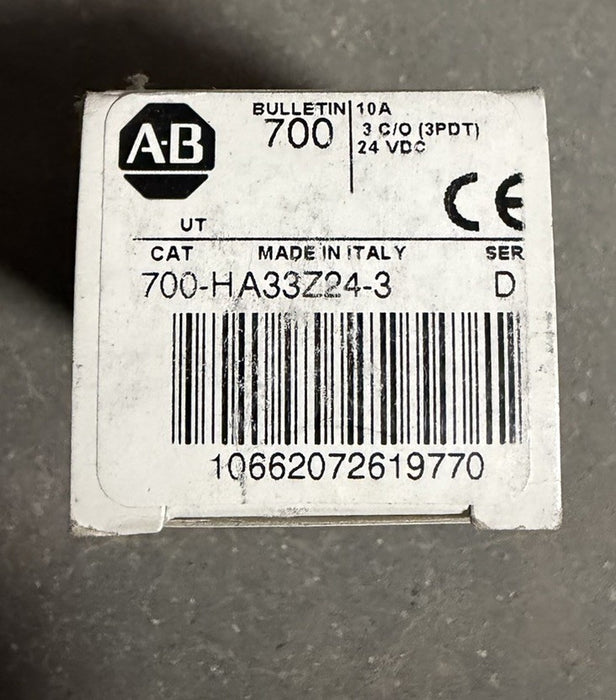 A-B
BULLETIN 700
10A
3 C/O (3PDT)
24 VDC
CE
UT
CAT MADE IN ITALY SER
700-HA33Z24-3 D
10662072619770